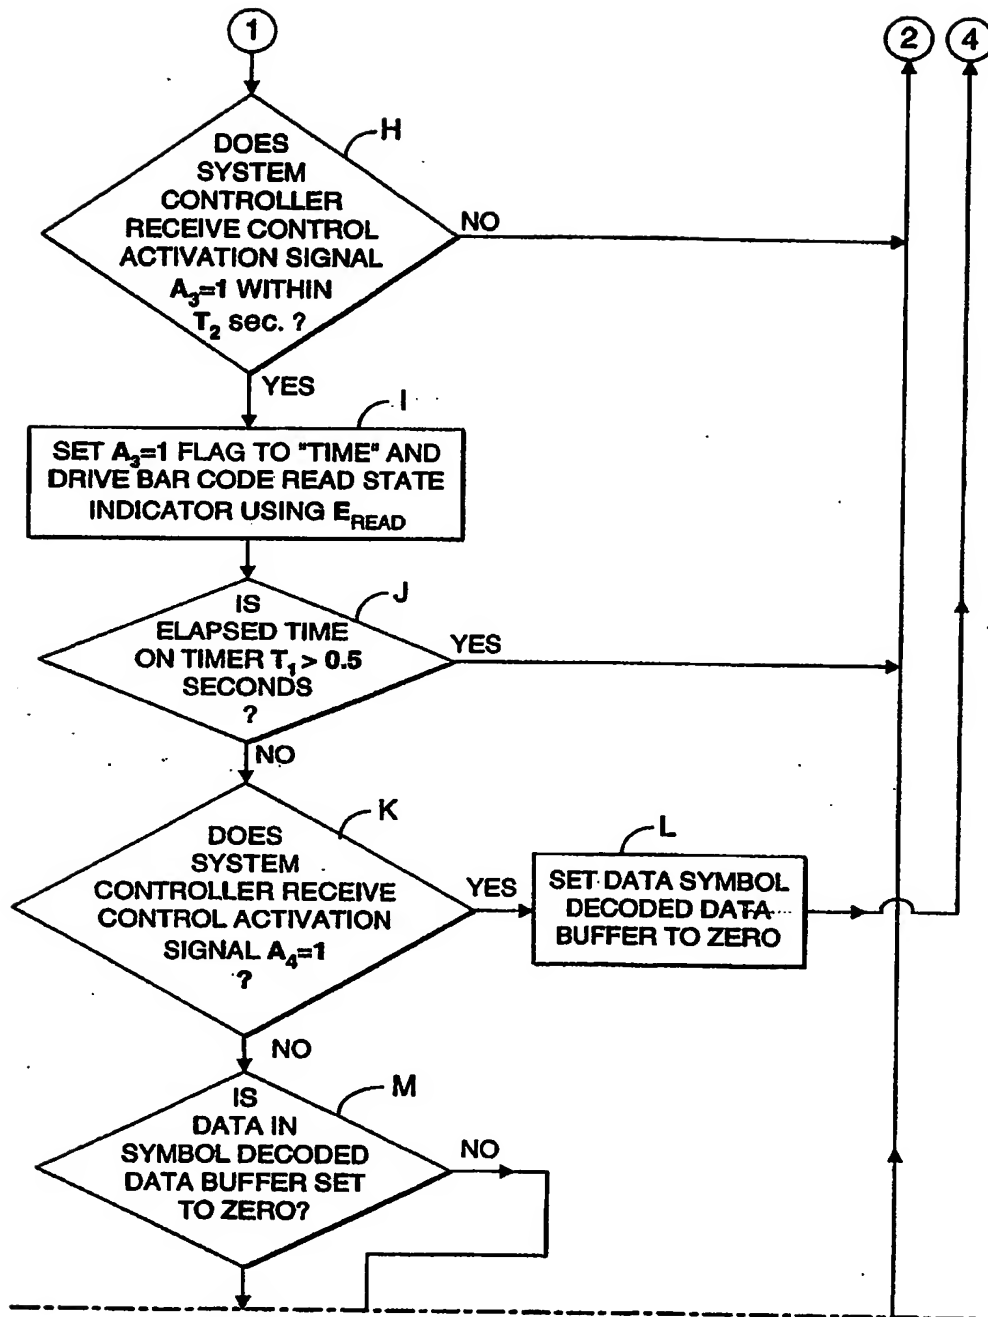 1
2
4
H
DOES
SYSTEM
CONTROLLER
RECEIVE CONTROL
ACTIVATION SIGNAL
A₃=1 WITHIN
T₂ sec. ?
NO
YES
I
SET A₃=1 FLAG TO "TIME" AND
DRIVE BAR CODE READ STATE
INDICATOR USING E_READ
J
IS
ELAPSED TIME
ON TIMER T₁ > 0.5
SECONDS
?
YES
NO
K
DOES
SYSTEM
CONTROLLER RECEIVE
CONTROL ACTIVATION
SIGNAL A₄=1
?
YES
L
SET DATA SYMBOL
DECODED DATA
BUFFER TO ZERO
NO
M
IS
DATA IN
SYMBOL DECODED
DATA BUFFER SET
TO ZERO?
NO